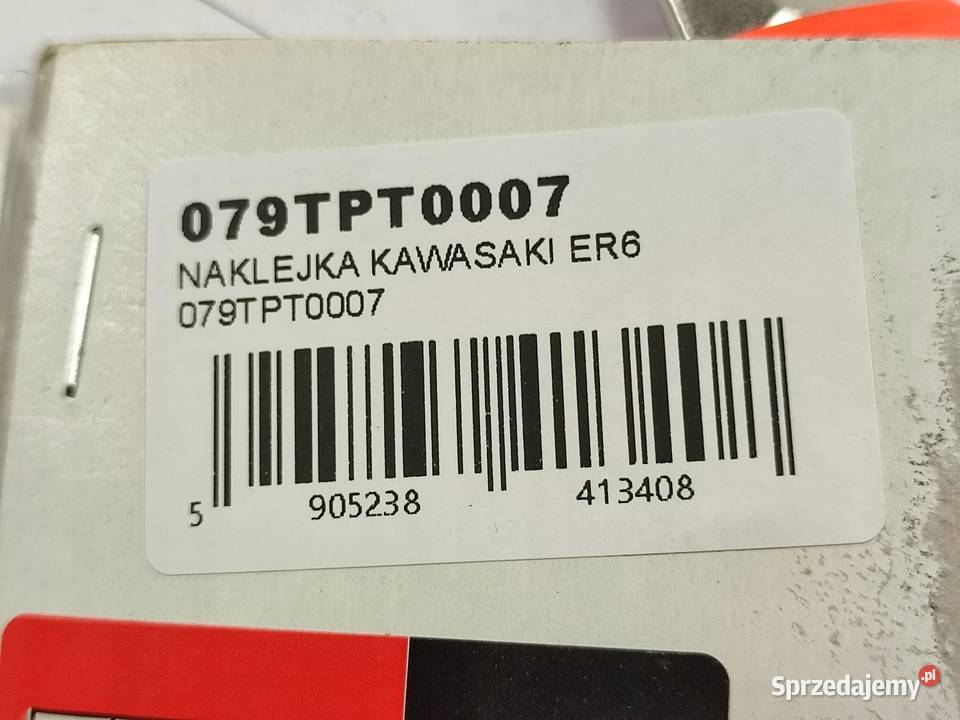 079TPT0007
NAKLEJKA KAWASAKI ER6
079TPT0007
5 905238 413408
Sprzedajemy.pl